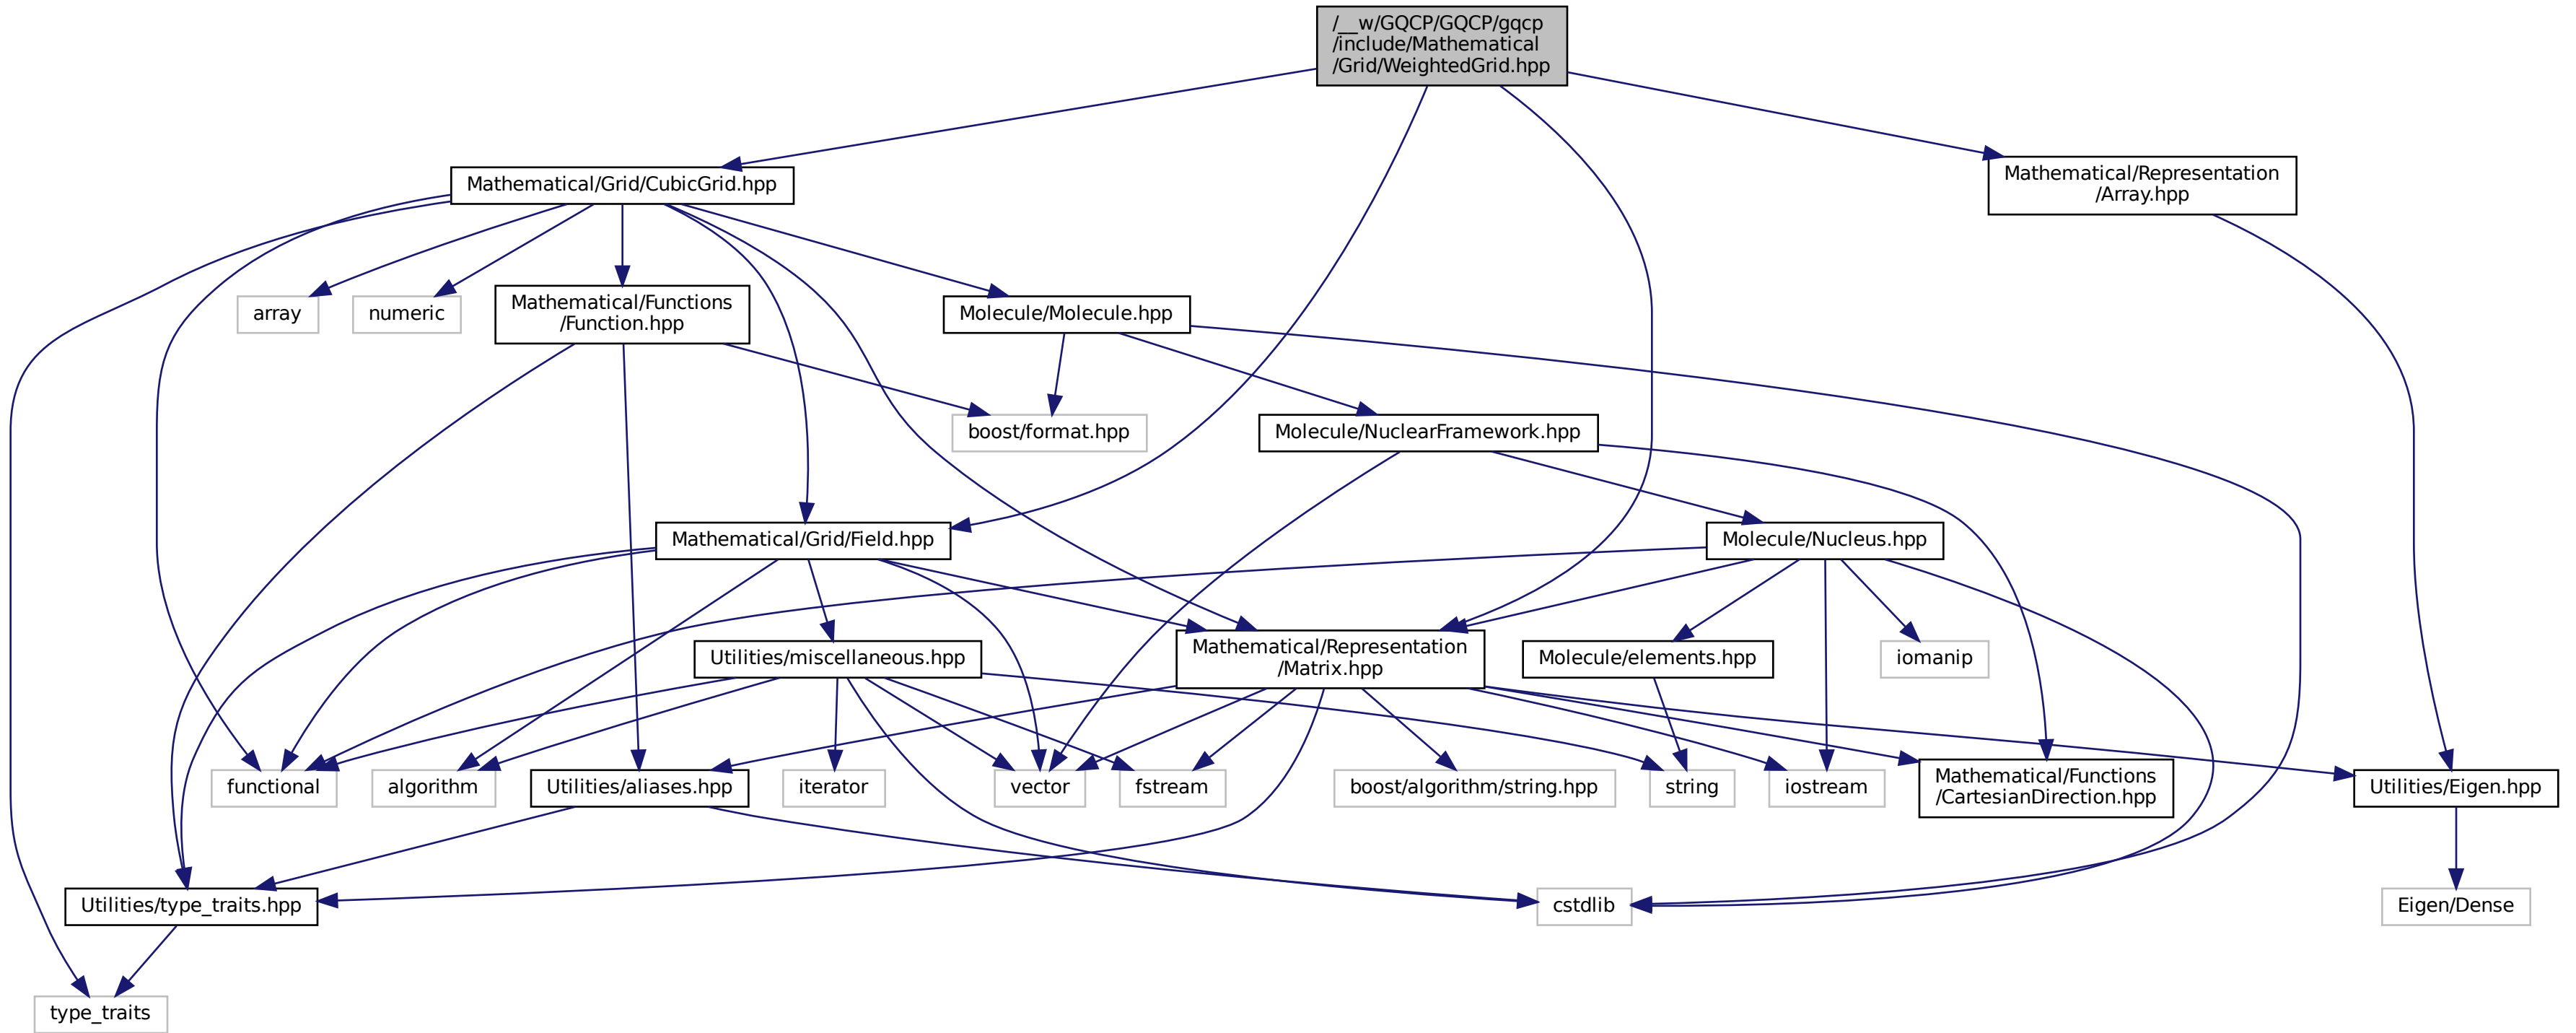 /__w/GQCP/GQCP/gqcp
/include/Mathematical
/Grid/WeightedGrid.hpp
Mathematical/Grid/CubicGrid.hpp
Mathematical/Representation
/Array.hpp
array
numeric
Mathematical/Functions
/Function.hpp
Molecule/Molecule.hpp
boost/format.hpp
Molecule/NuclearFramework.hpp
Mathematical/Grid/Field.hpp
Molecule/Nucleus.hpp
Utilities/miscellaneous.hpp
Mathematical/Representation
/Matrix.hpp
Molecule/elements.hpp
iomanip
functional
algorithm
Utilities/aliases.hpp
iterator
vector
fstream
boost/algorithm/string.hpp
string
iostream
Mathematical/Functions
/CartesianDirection.hpp
Utilities/Eigen.hpp
Utilities/type_traits.hpp
cstdlib
Eigen/Dense
type_traits